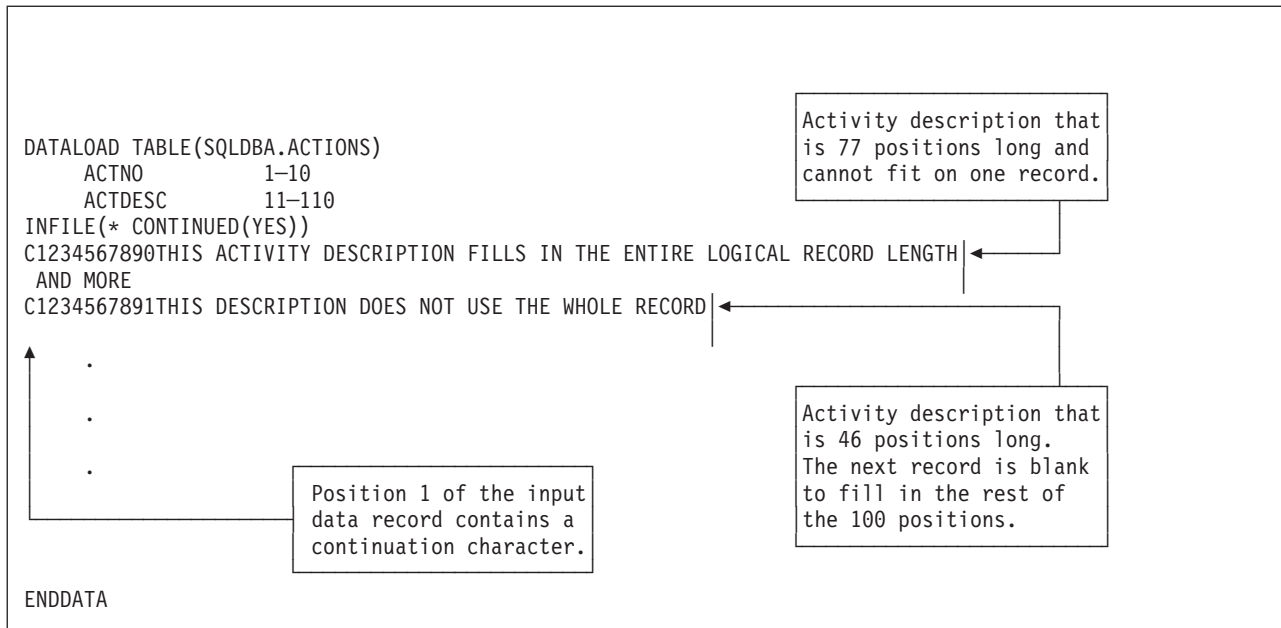 Activity description that
is 77 positions long and
cannot fit on one record.
DATALOAD TABLE(SQLDBA.ACTIONS)
ACTNO 1—10
ACTDESC 11—110
INFILE(* CONTINUED(YES))
C1234567890THIS ACTIVITY DESCRIPTION FILLS IN THE ENTIRE LOGICAL RECORD LENGTH
AND MORE
C1234567891THIS DESCRIPTION DOES NOT USE THE WHOLE RECORD
.
.
.
Activity description that
is 46 positions long.
The next record is blank
to fill in the rest of
the 100 positions.
Position 1 of the input
data record contains a
continuation character.
ENDDATA